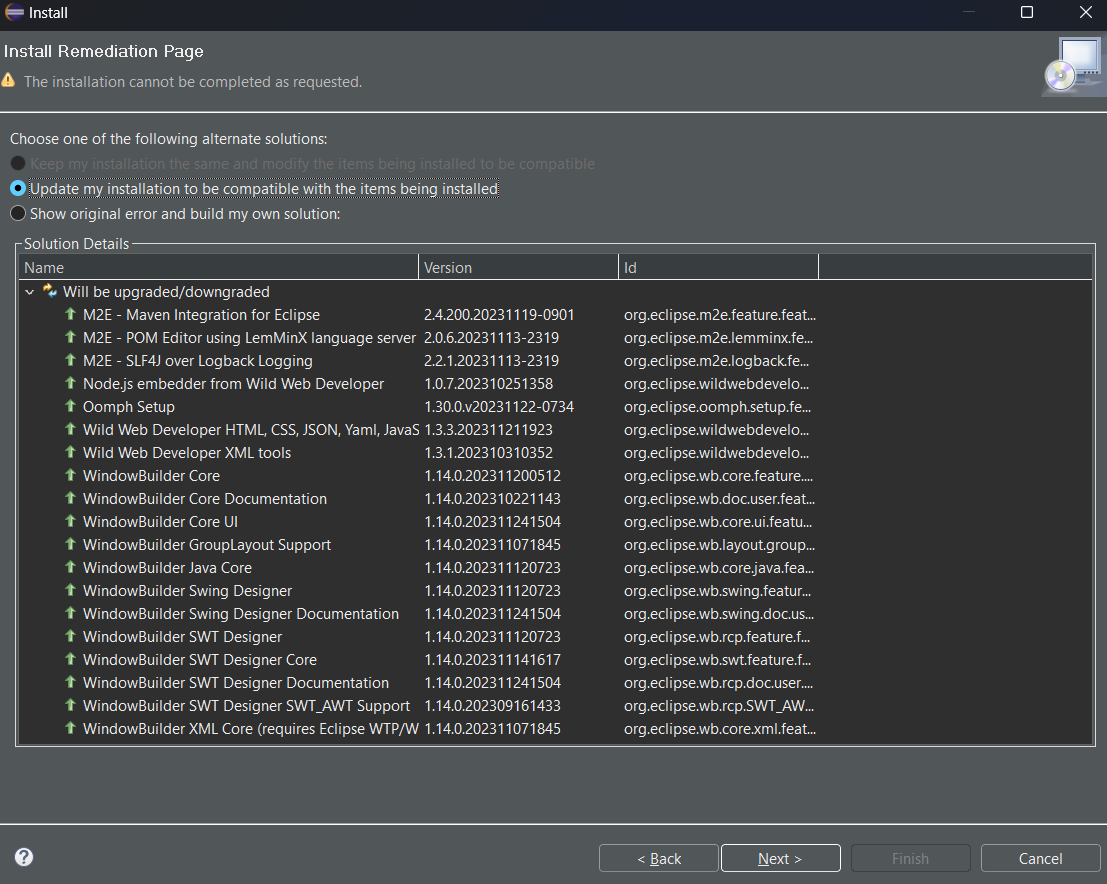 Install
Install Remediation Page
The installation cannot be completed as requested.
Choose one of the following alternate solutions:
Keep my installation the same and modify the items being installed to be compatible
Update my installation to be compatible with the items being installed
Show original error and build my own solution:
Solution Details
Name Version Id
Will be upgraded/downgraded
M2E - Maven Integration for Eclipse 2.4.200.20231119-0901 org.eclipse.m2e.feature.feat...
M2E - POM Editor using LemMinX language server 2.0.6.20231113-2319 org.eclipse.m2e.lemminx.fe...
M2E - SLF4J over Logback Logging 2.2.1.20231113-2319 org.eclipse.m2e.logback.fe...
Node.js embedder from Wild Web Developer 1.0.7.202310251358 org.eclipse.wildwebdevelo...
Oomph Setup 1.30.0.v20231122-0734 org.eclipse.oomph.setup.fe...
Wild Web Developer HTML, CSS, JSON, Yaml, JavaS 1.3.3.202311211923 org.eclipse.wildwebdevelo...
Wild Web Developer XML tools 1.3.1.202310310352 org.eclipse.wildwebdevelo...
WindowBuilder Core 1.14.0.202311200512 org.eclipse.wb.core.feature....
WindowBuilder Core Documentation 1.14.0.202310221143 org.eclipse.wb.doc.user.feat...
WindowBuilder Core UI 1.14.0.202311241504 org.eclipse.wb.core.ui.featu...
WindowBuilder GroupLayout Support 1.14.0.202311071845 org.eclipse.wb.layout.group...
WindowBuilder Java Core 1.14.0.202311120723 org.eclipse.wb.core.java.fea...
WindowBuilder Swing Designer 1.14.0.202311120723 org.eclipse.wb.swing.featur...
WindowBuilder Swing Designer Documentation 1.14.0.202311241504 org.eclipse.wb.swing.doc.us...
WindowBuilder SWT Designer 1.14.0.202311120723 org.eclipse.wb.rcp.feature.f...
WindowBuilder SWT Designer Core 1.14.0.202311141617 org.eclipse.wb.swt.feature.f...
WindowBuilder SWT Designer Documentation 1.14.0.202311241504 org.eclipse.wb.rcp.doc.user....
WindowBuilder SWT Designer SWT_AWT Support 1.14.0.202309161433 org.eclipse.wb.rcp.SWT_AW...
WindowBuilder XML Core (requires Eclipse WTP/W 1.14.0.202311071845 org.eclipse.wb.core.xml.feat...
? < Back Next > Finish Cancel